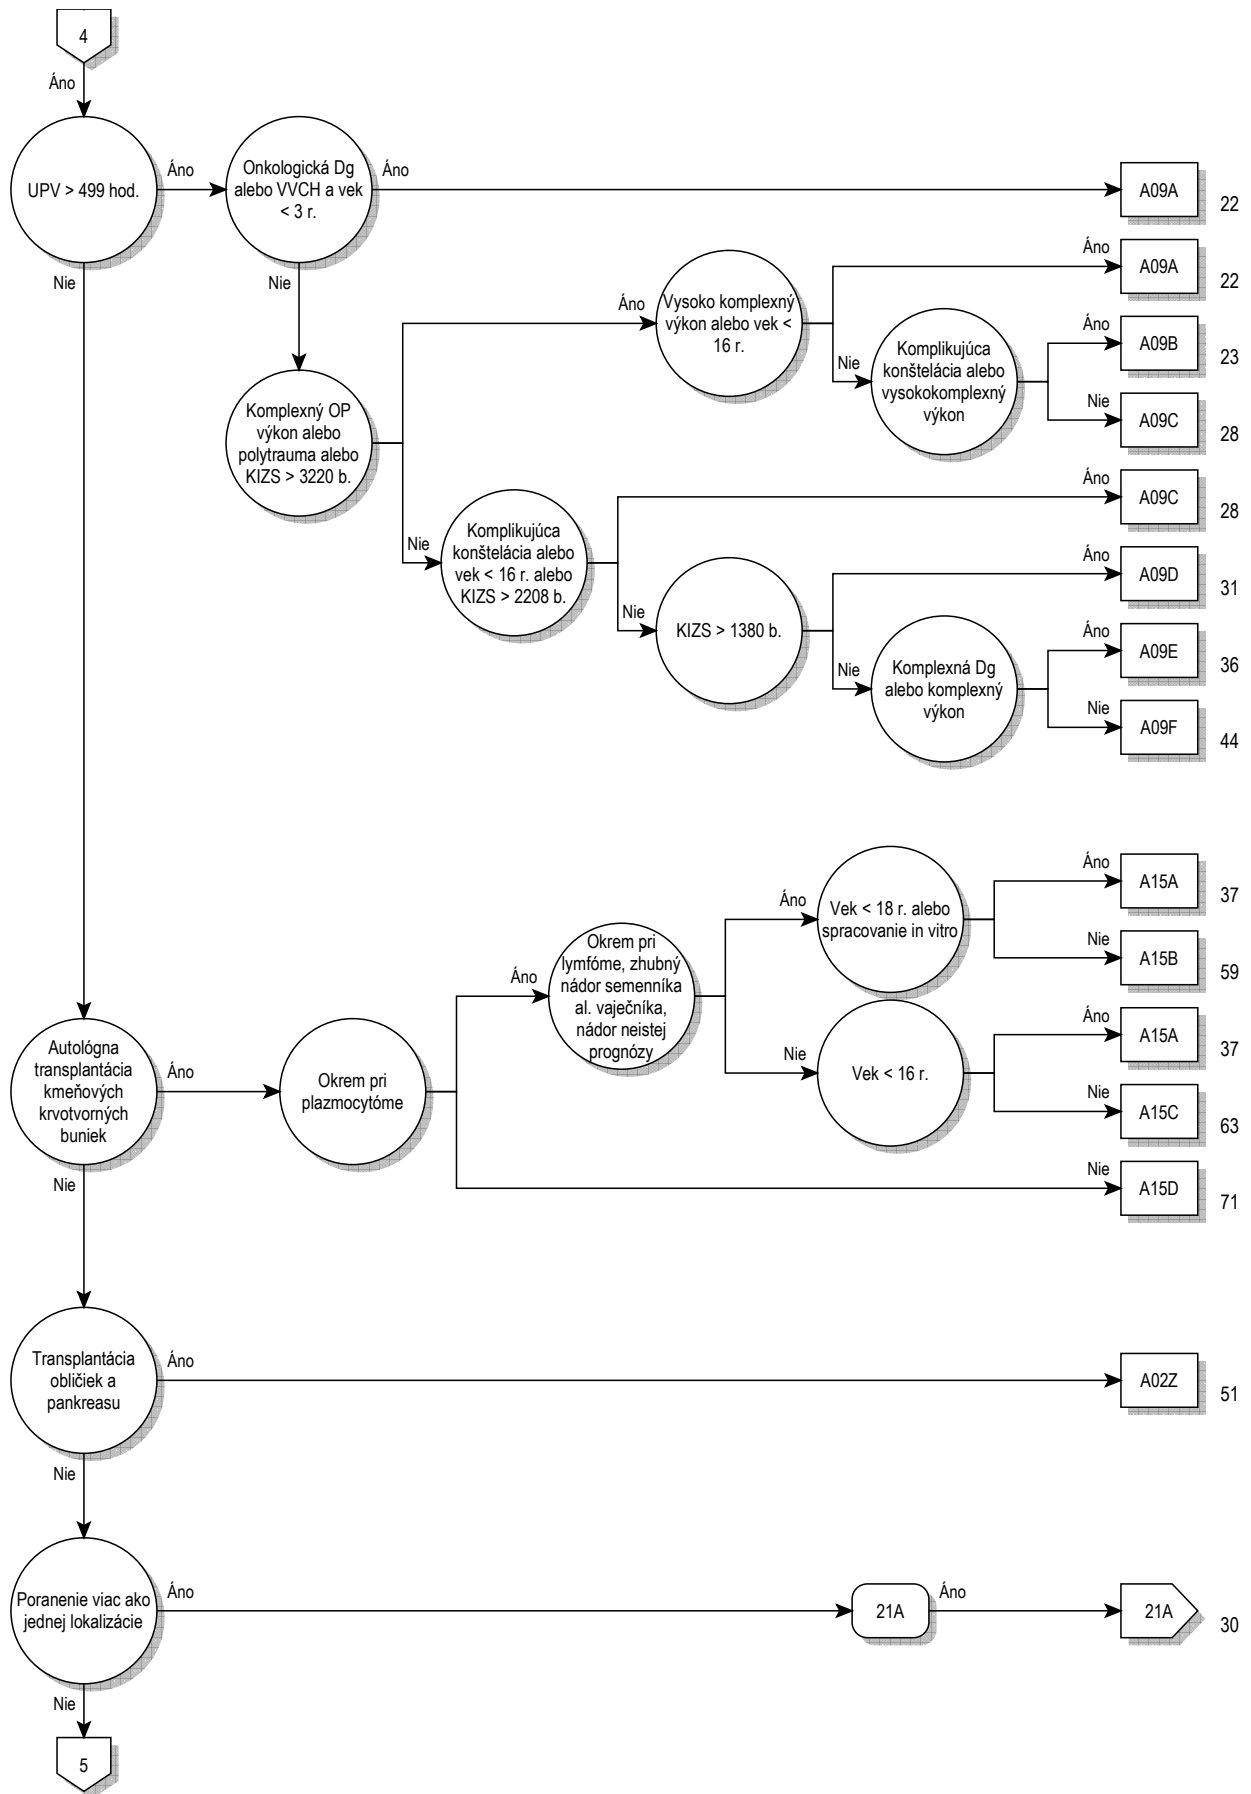 4
Áno
UPV > 499 hod.
Áno
Onkologická Dg
alebo VVCH a vek
< 3 r.
Áno
A09A
22
Nie
Nie
Áno
Vysoko komplexný
výkon alebo vek <
16 r.
Áno
A09A
22
Nie
Komplikujúca
konštelácia alebo
vysokokomplexný
výkon
Áno
A09B
23
Nie
A09C
28
Komplexný OP
výkon alebo
polytrauma alebo
KIZS > 3220 b.
Nie
Komplikujúca
konštelácia alebo
vek < 16 r. alebo
KIZS > 2208 b.
Áno
A09C
28
Nie
KIZS > 1380 b.
Áno
A09D
31
Nie
Komplexná Dg
alebo komplexný
výkon
Áno
A09E
36
Nie
A09F
44
Autológna
transplantácia
kmeňových
krvotvorných
buniek
Áno
Okrem pri
plazmocytóme
Áno
Okrem pri
lymfóme, zhubný
nádor semenníka
al. vaječníka,
nádor neistej
prognózy
Áno
Vek < 18 r. alebo
spracovanie in vitro
Áno
A15A
37
Nie
A15B
59
Nie
Vek < 16 r.
Áno
A15A
37
Nie
A15C
63
Nie
A15D
71
Nie
Transplantácia
obličiek a
pankreasu
Áno
A02Z
51
Nie
Poranenie viac ako
jednej lokalizácie
Áno
21A
Áno
21A
30
Nie
5